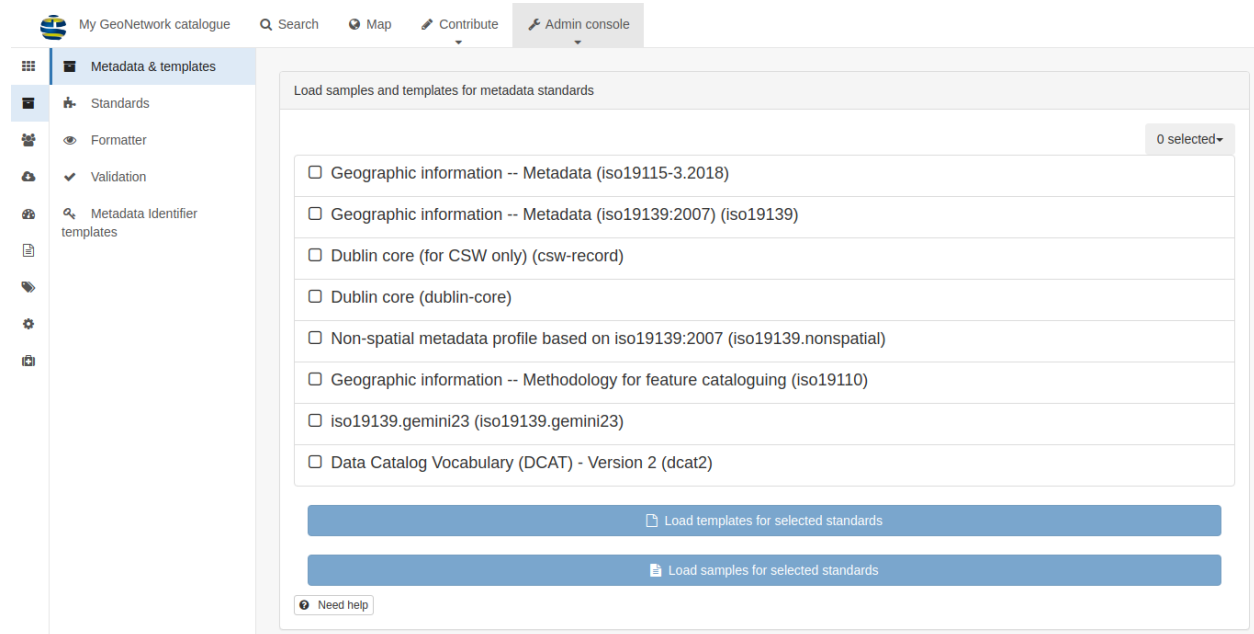 My GeoNetwork catalogue Search Map Contribute Admin console
Metadata & templates
Standards
Formatter
Validation
Metadata Identifier
templates
Load samples and templates for metadata standards
0 selected
Geographic information -- Metadata (iso19115-3.2018)
Geographic information -- Metadata (iso19139:2007) (iso19139)
Dublin core (for CSW only) (csw-record)
Dublin core (dublin-core)
Non-spatial metadata profile based on iso19139:2007 (iso19139.nonspatial)
Geographic information -- Methodology for feature cataloguing (iso19110)
iso19139.gemini23 (iso19139.gemini23)
Data Catalog Vocabulary (DCAT) - Version 2 (dcat2)
Load templates for selected standards
Load samples for selected standards
Need help